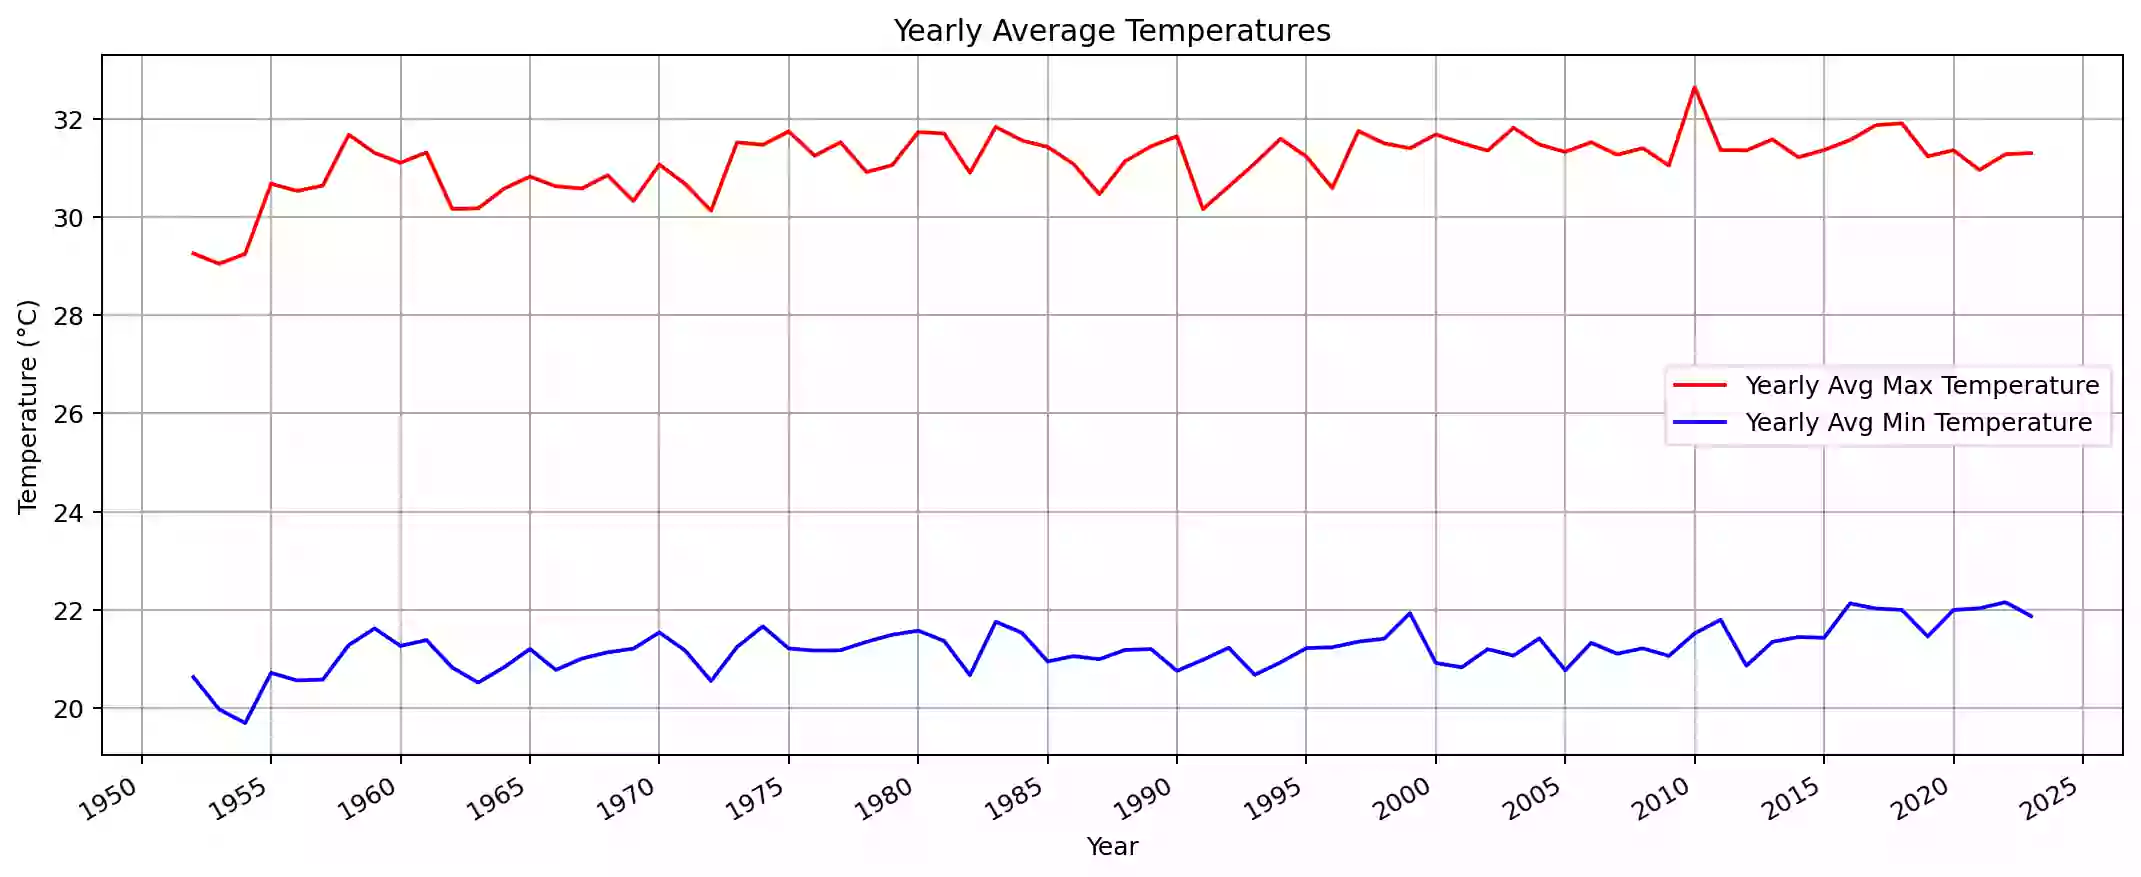 Yearly Average Temperatures
32
30
28
26
24
22
20
Temperature (°C)
Yearly Avg Max Temperature
Yearly Avg Min Temperature
1950 1955 1960 1965 1970 1975 1980 1985 1990 1995 2000 2005 2010 2015 2020 2025
Year